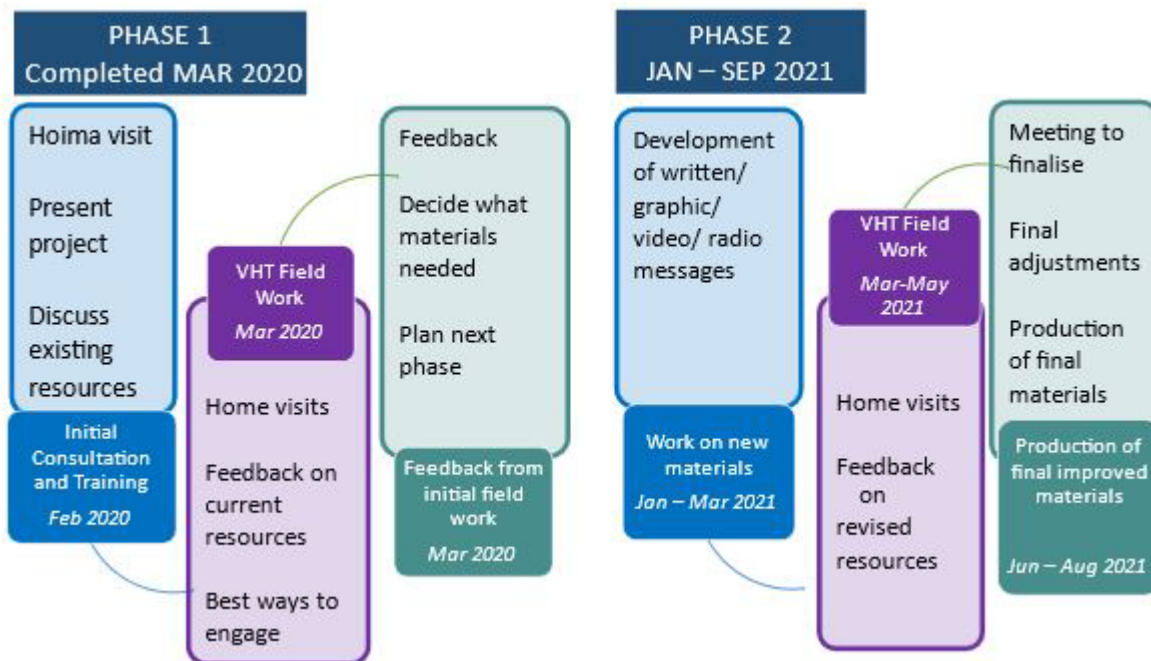 PHASE 1
Completed MAR 2020
Hoima visit
Present
project
Discuss
existing
resources
Initial
Consultation
and Training
Feb 2020
VHT Field
Work
Mar 2020
Home visits
Feedback on
current
resources
Best ways to
engage
Feedback
Decide what
materials
needed
Plan next
phase
Feedback from
initial field
work
Mar 2020
PHASE 2
JAN – SEP 2021
Development
of written/
graphic/
video/ radio
messages
Work on new
materials
Jan – Mar 2021
VHT Field
Work
Mar-May
2021
Home visits
Feedback
on
revised
resources
Meeting to
finalise
Final
adjustments
Production
of final
materials
Production of
final improved
materials
Jun – Aug 2021